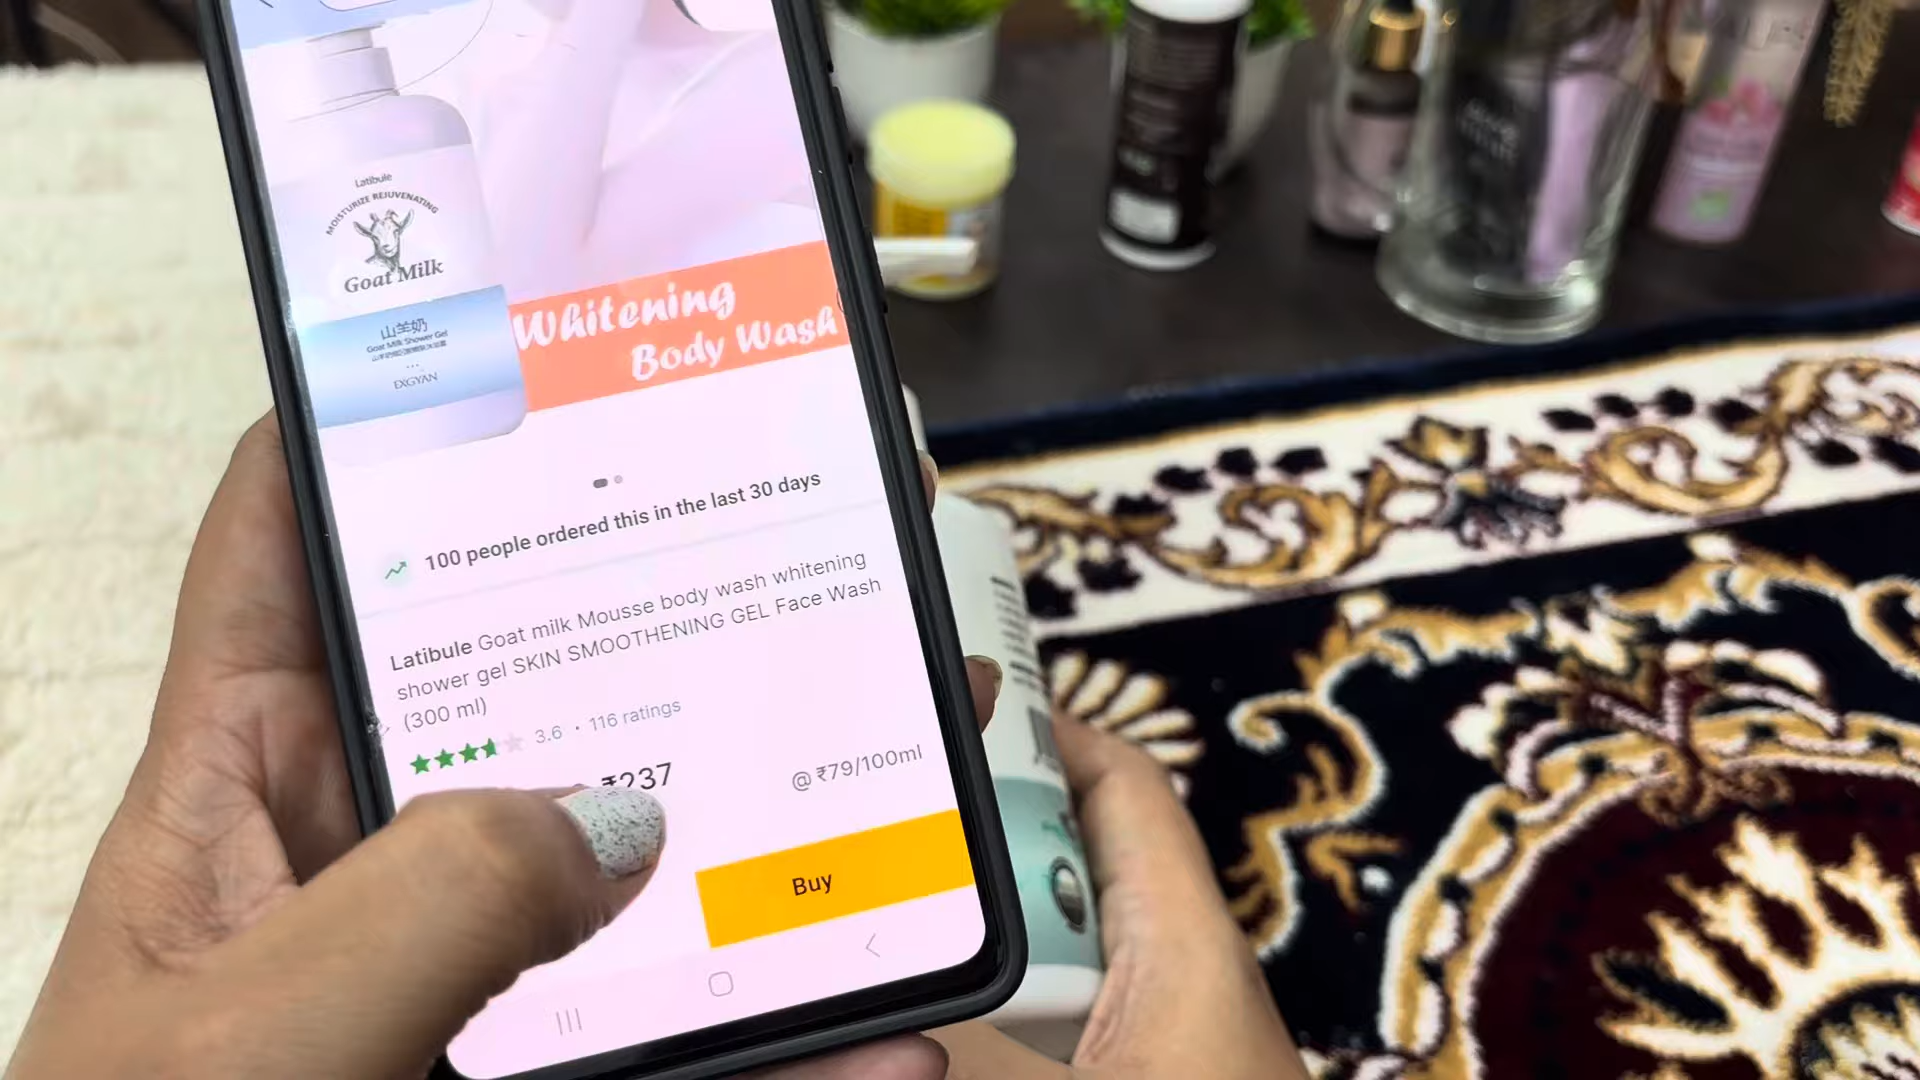 Latibule
MOISTURIZE REJUVENATING
Goat Milk
山羊奶
Goat Milk Shower Gel
EXGYAN
Whitening
Body Wash
100 people ordered this in the last 30 days
Latibule Goat milk Mousse body wash whitening
shower gel SKIN SMOOTHENING GEL Face Wash
(300 ml)
3.6 • 116 ratings
₹237
@ ₹79/100ml
Buy